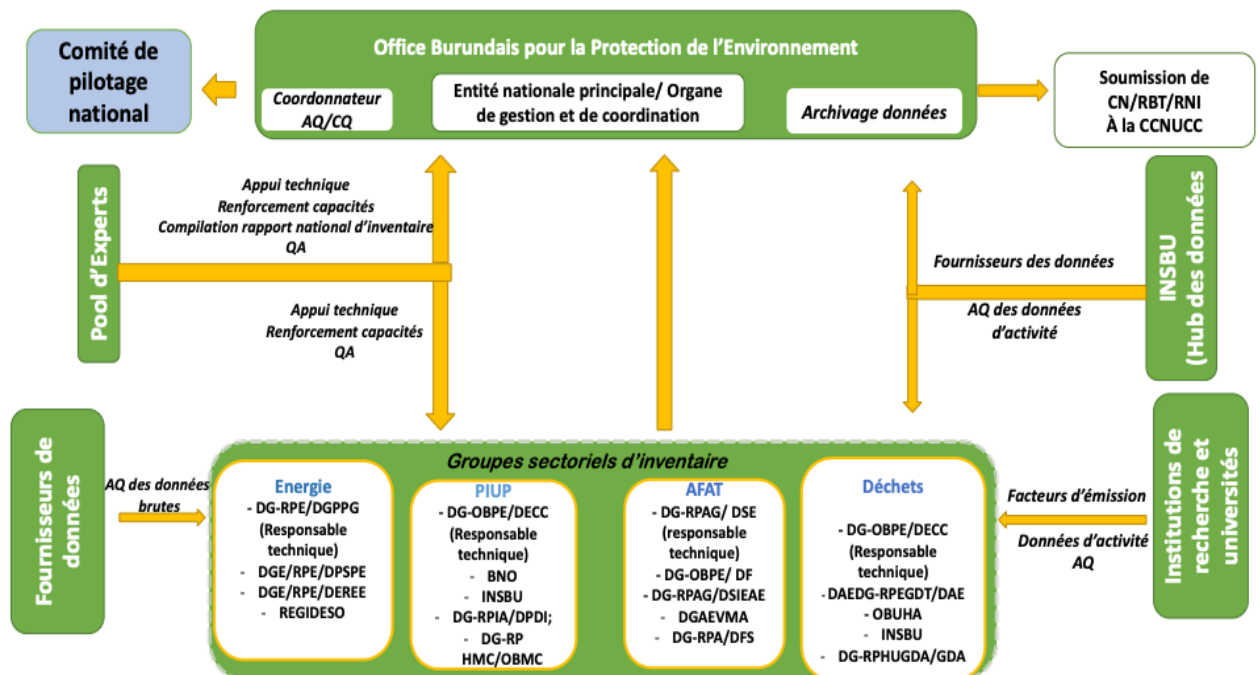 Comité de
pilotage
national
Office Burundais pour la Protection de l’Environnement
Coordonnateur
AQ/CQ
Entité nationale principale/ Organe
de gestion et de coordination
Archivage données
Soumission de
CN/RBT/RNI
À la CCNUCC
Pool d’Experts
Appui technique
Renforcement capacités
Compilation rapport national d’inventaire
QA
Appui technique
Renforcement capacités
QA
Fournisseurs des données
AQ des données
d’activité
INSBU
(Hub des données
Fournisseurs de
données
AQ des données
brutes
Groupes sectoriels d’inventaire
Energie
- DG-RPE/DGPPG
(Responsable
technique)
- DGE/RPE/DPSPE
- DGE/RPE/DEREE
- REGIDESO
PIUP
- DG-OBPE/DECC
(Responsable
technique)
- BNO
- INSBU
- DG-RPIA/DPDI;
- DG-RP
HMC/OBMC
AFAT
- DG-RPAG/ DSE
(responsable
technique)
- DG-OBPE/ DF
- DG-RPAG/DSIEAE
- DGAEVMA
- DG-RPA/DFS
Déchets
- DG-OBPE/DECC
(Responsable
technique)
- DAEDG-RPEGDT/DAE
- OBUHA
- INSBU
- DG-RPHUGDA/GDA
Facteurs d’émission
Données d’activité
AQ
Institutions de
recherche et
universités